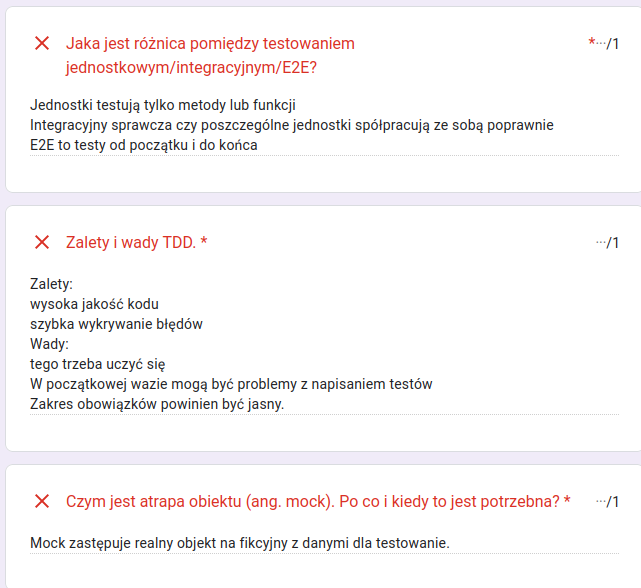 Jaka jest różnica pomiędzy testowaniem *···/1
jednostkowym/integracyjnym/E2E?
Jednostki testują tylko metody lub funkcji
Integracyjny sprawcza czy poszczególne jednostki spółpracują ze sobą poprawnie
E2E to testy od początku i do końca
Zalety i wady TDD. * ···/1
Zalety:
wysoka jakość kodu
szybka wykrywanie błędów
Wady:
tego trzeba uczyć się
W początkowej wazie mogą być problemy z napisaniem testów
Zakres obowiązków powinien być jasny.
Czym jest atrapa obiektu (ang. mock). Po co i kiedy to jest potrzebna? * ···/1
Mock zastępuje realny objekt na fikcyjny z danymi dla testowanie.